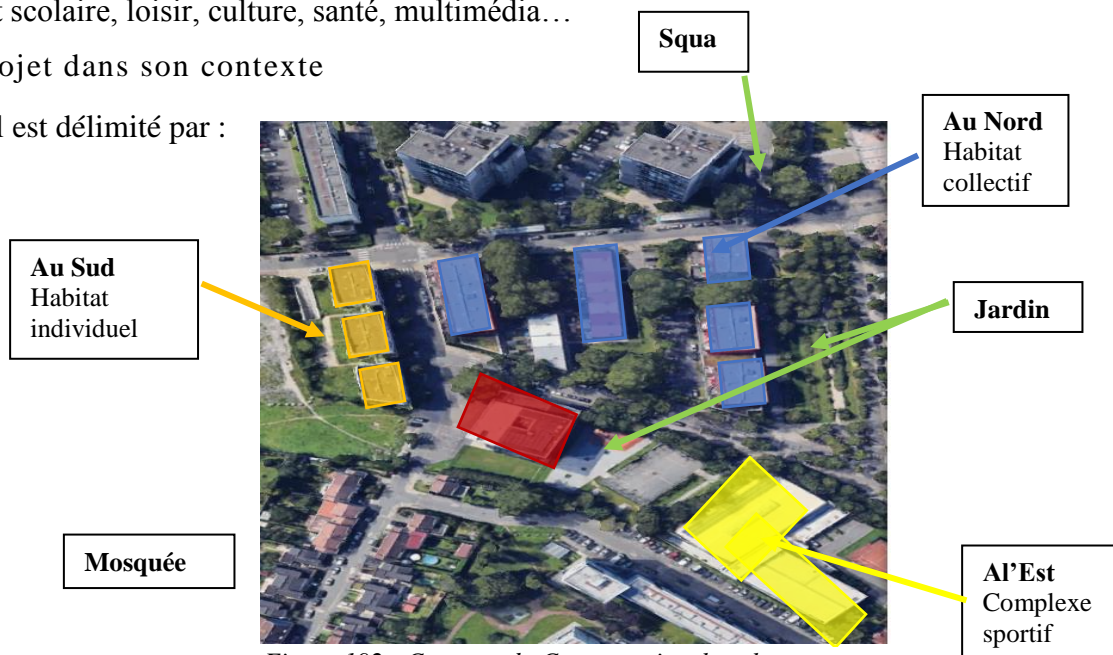 t scolaire, loisir, culture, santé, multimédia…
ojet dans son contexte
est délimité par :
Squa
Au Nord
Habitat
collectif
Au Sud
Habitat
individuel
Jardin
Mosquée
Al’Est
Complexe
sportif